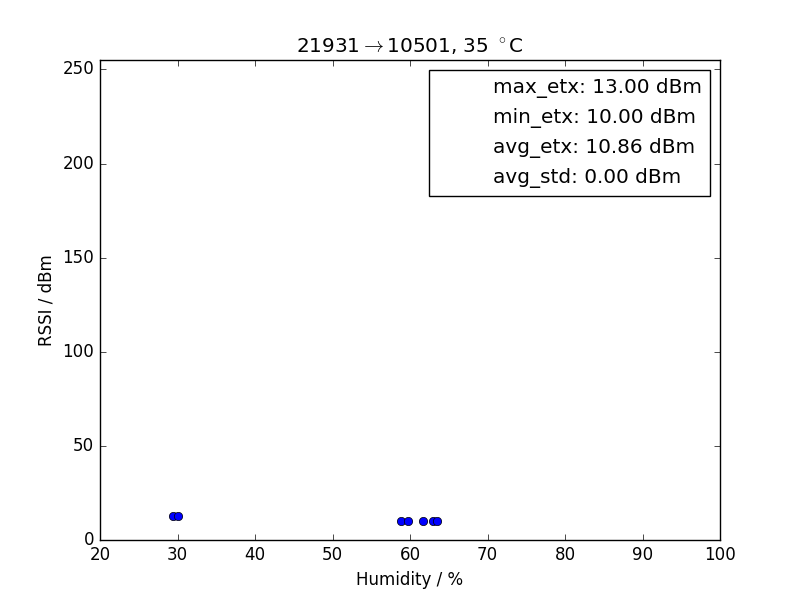 21931→10501, 35 °C
250
200
150
100
50
0
RSSI / dBm
max_etx: 13.00 dBm
min_etx: 10.00 dBm
avg_etx: 10.86 dBm
avg_std: 0.00 dBm
20 30 40 50 60 70 80 90 100
Humidity / %